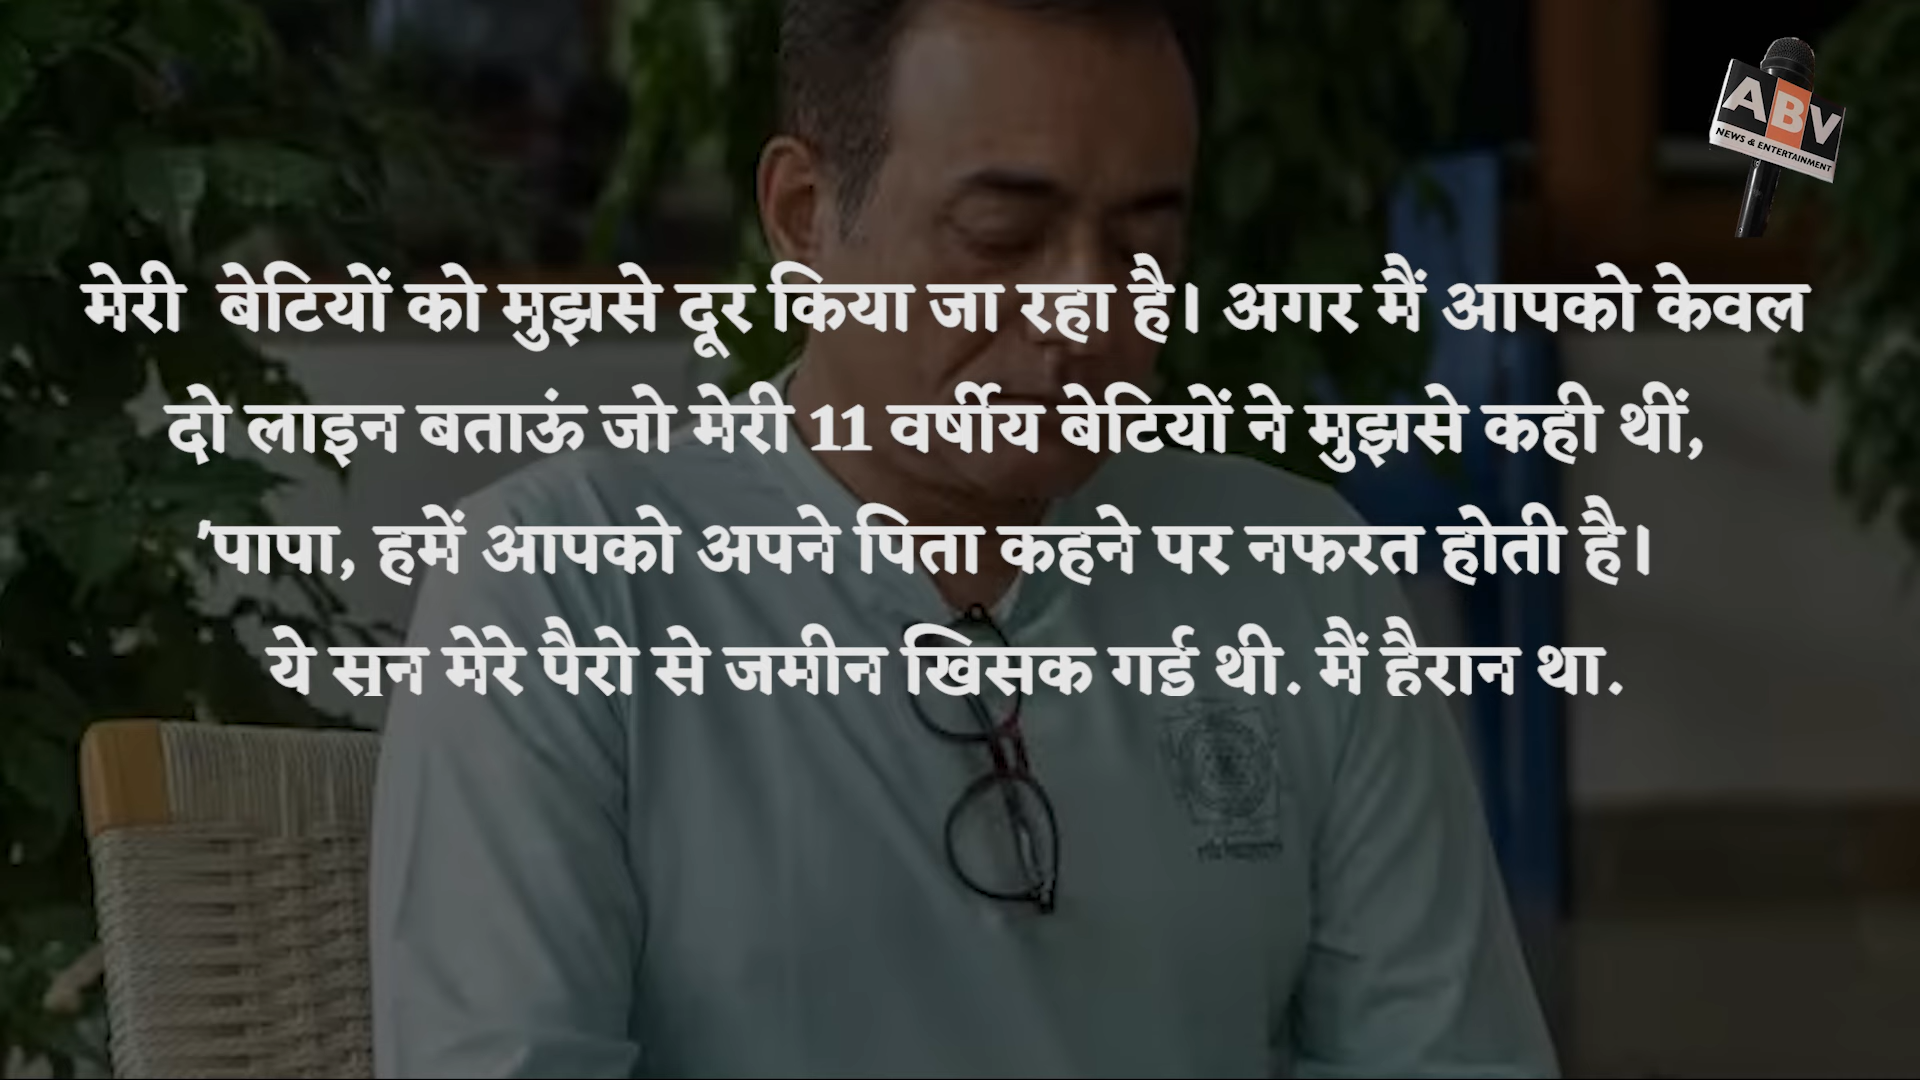 ABV
NEWS & ENTERTAINMENT
मेरी बेटियों को मुझसे दूर किया जा रहा है। अगर मैं आपको केवल
दो लाइन बताऊं जो मेरी 11 वर्षीय बेटियों ने मुझसे कही थीं,
'पापा, हमें आपको अपने पिता कहने पर नफरत होती है।
ये सुन मेरे पैरो से जमीन खिसक गई थी. मैं हैरान था.